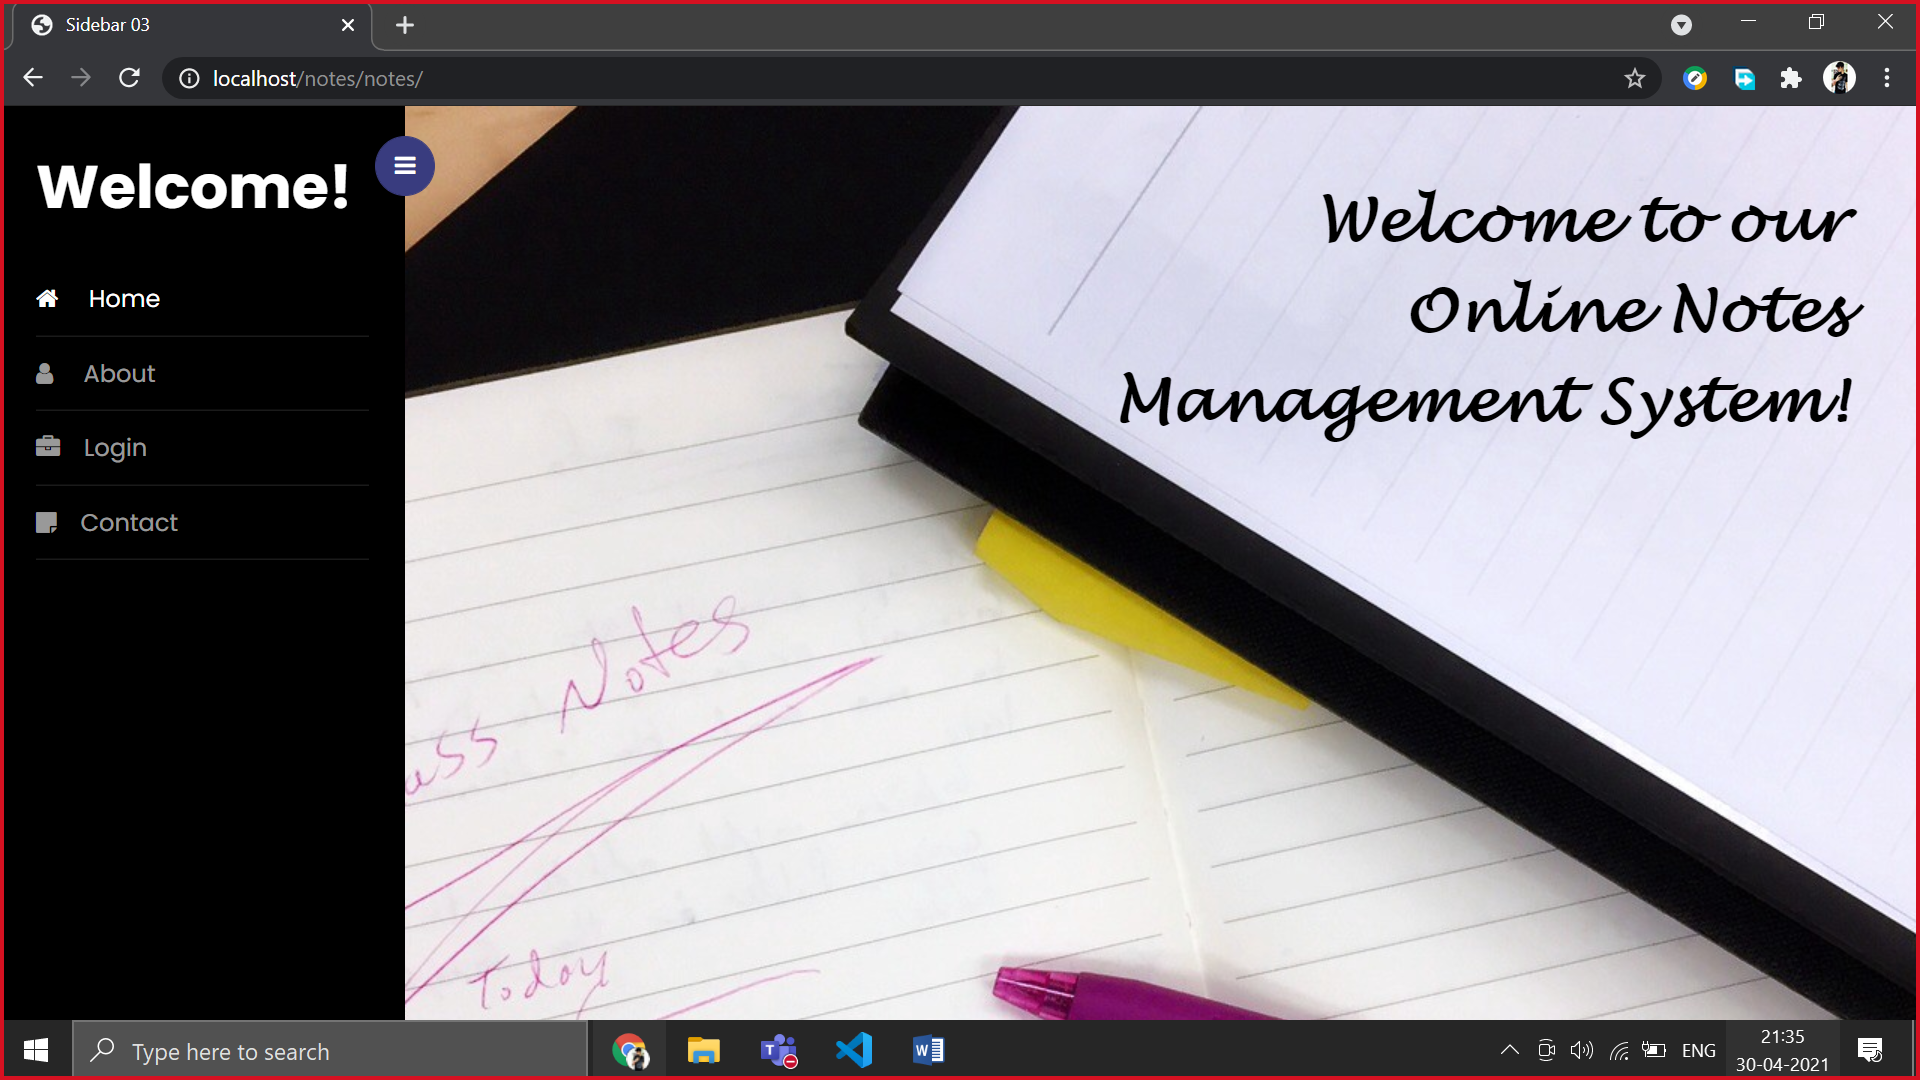 Sidebar 03
localhost/notes/notes/
Welcome!
Home
About
Login
Contact
Welcome to our
Online Notes
Management System!
ass Notes
Today
Type here to search
ENG
21:35
30-04-2021